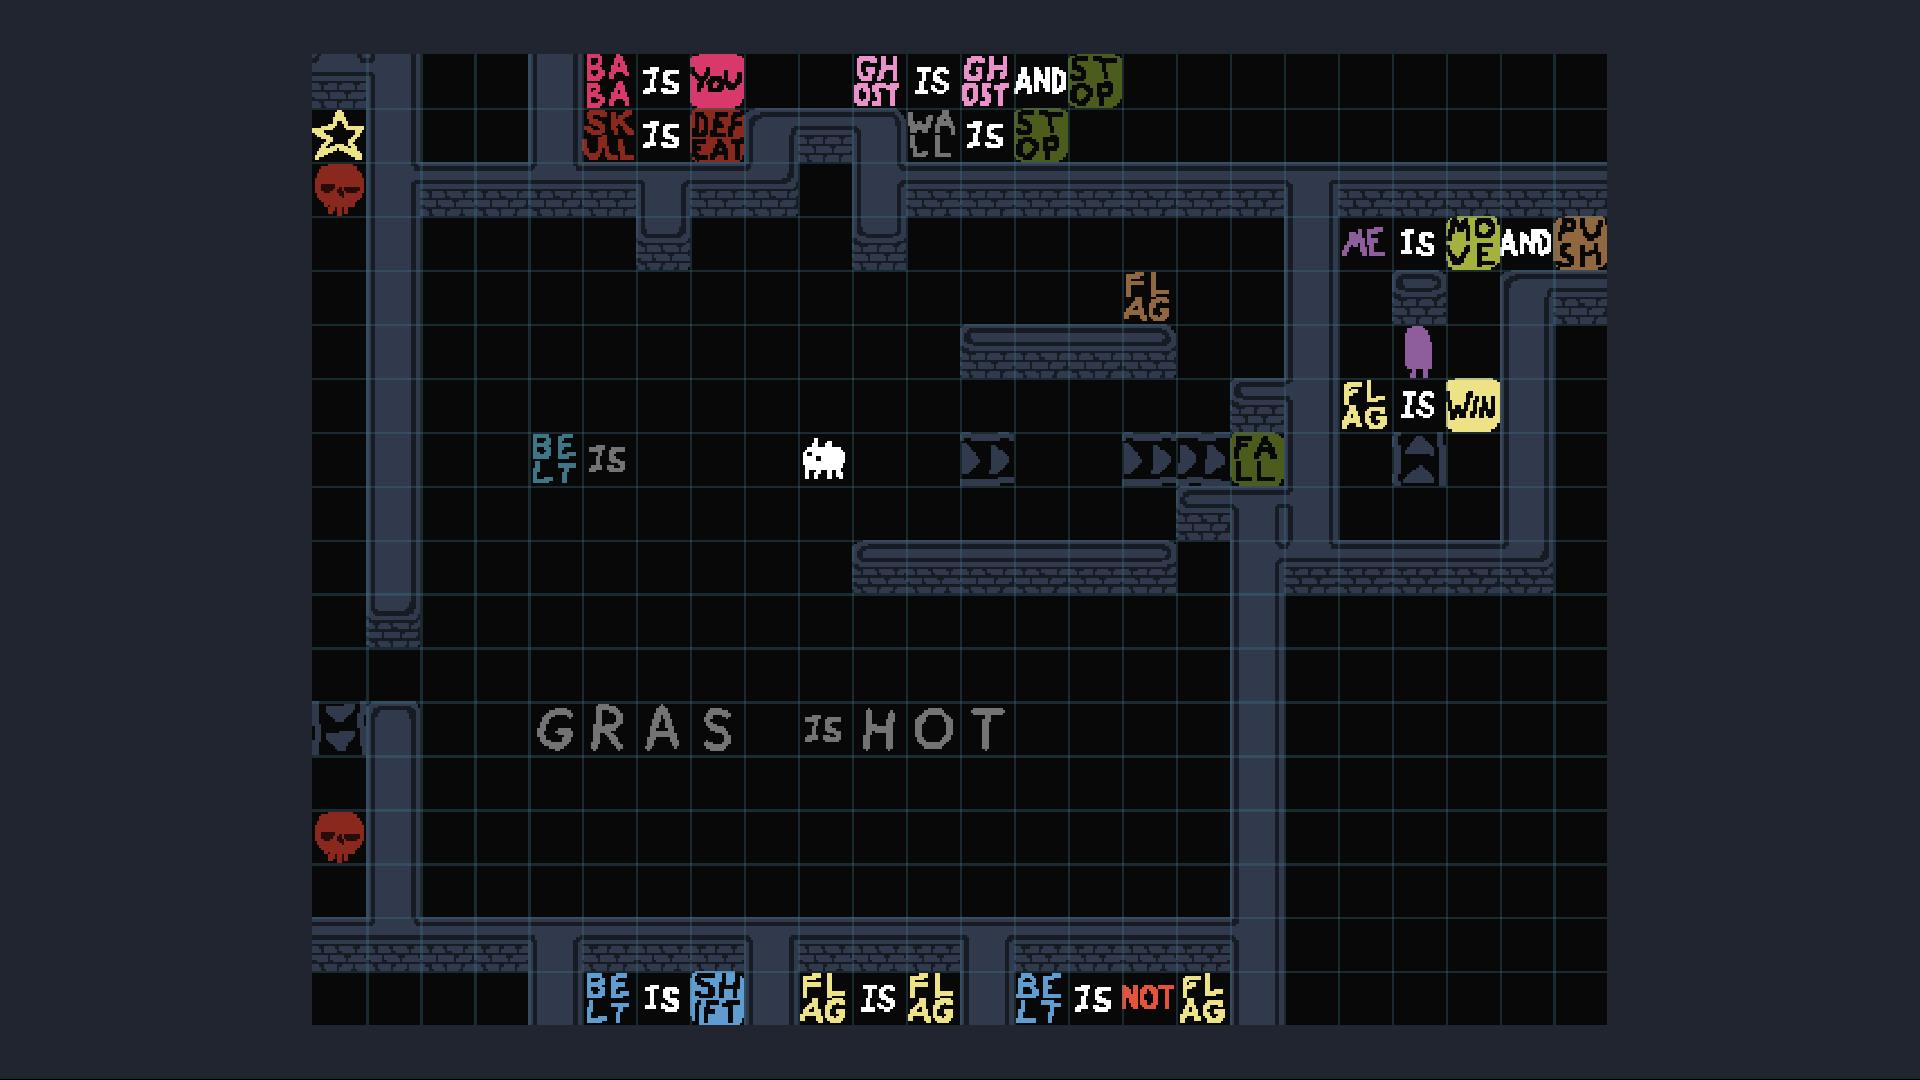 BABA IS YOU GHOST IS GHOST AND STOP
SKULL IS DEFEAT WALL IS STOP
ME IS MOVE AND PUSH
FLAG
FLAG IS WIN
BELT IS FALL
GRAS IS HOT
BELT IS SHIFT FLAG IS FLAG BELT IS NOT FLAG